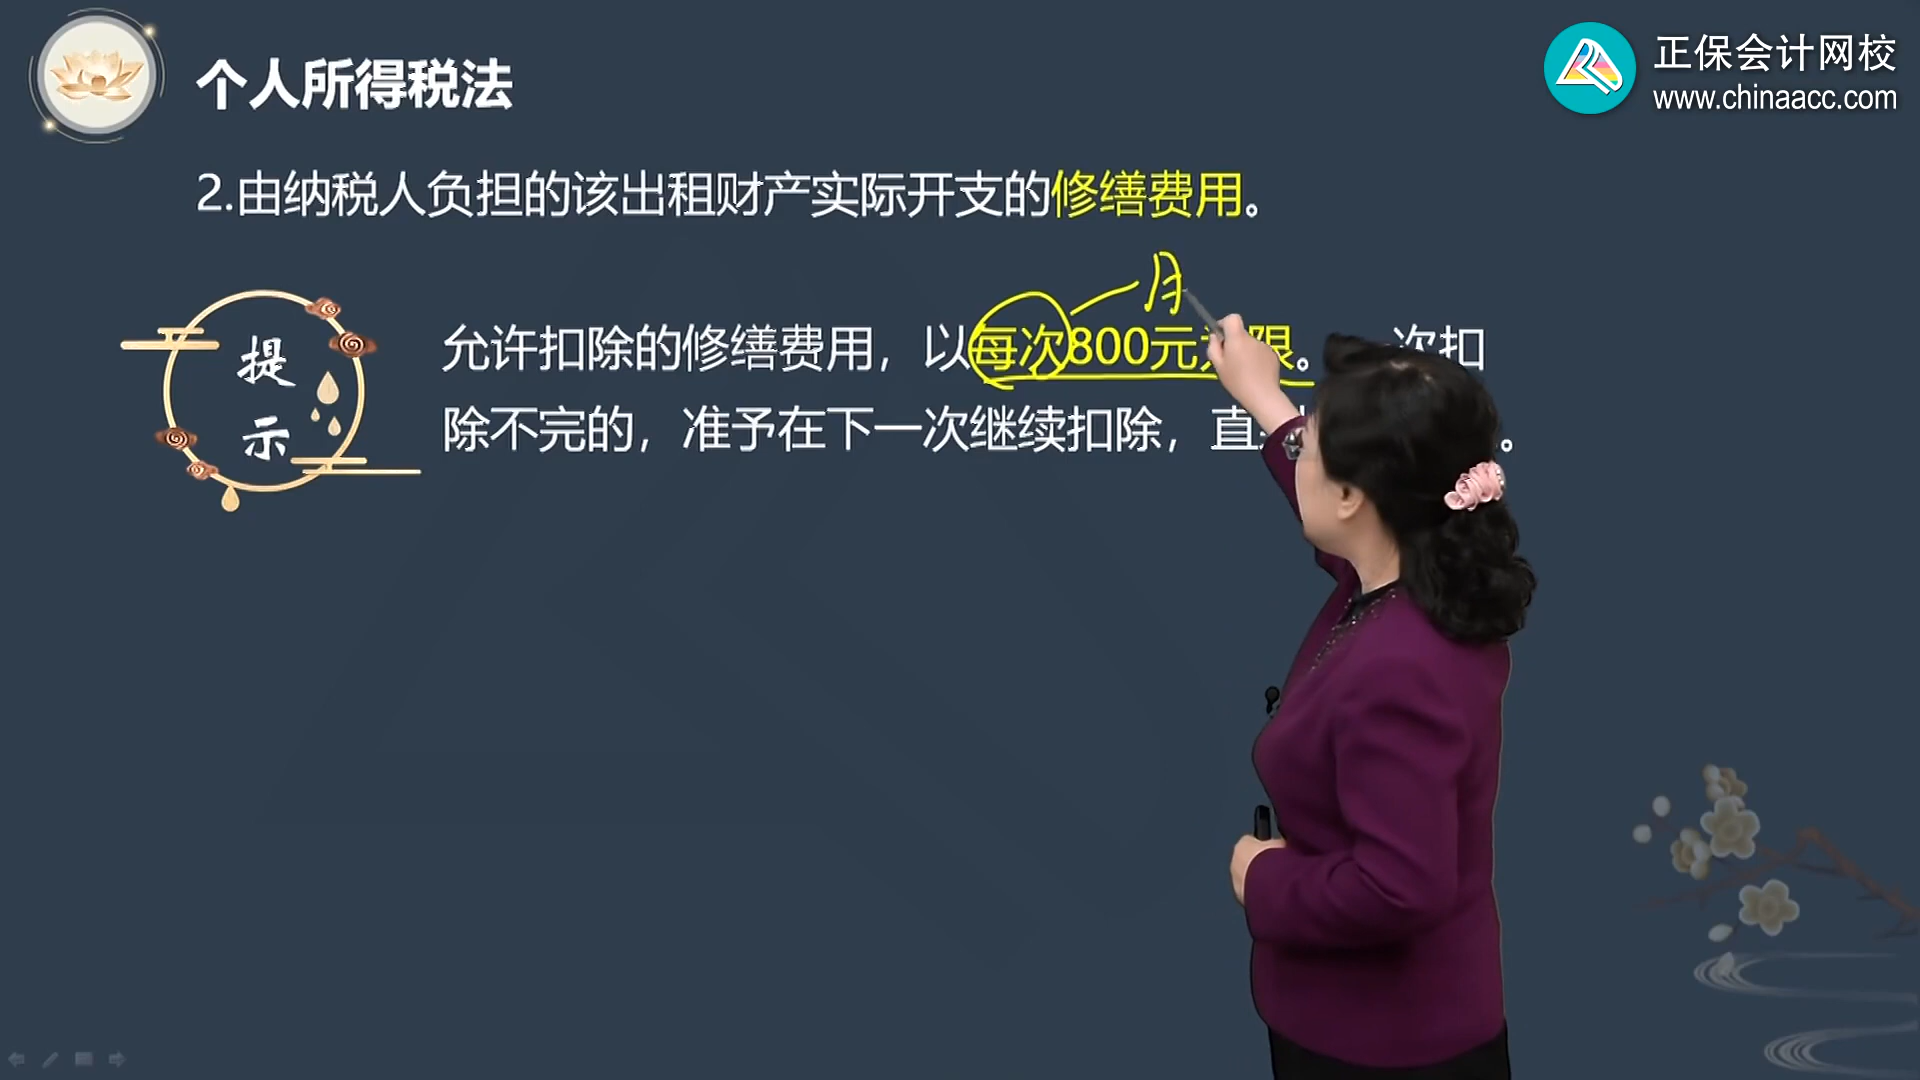 个人所得税法
正保会计网校
www.chinaacc.com
2.由纳税人负担的该出租财产实际开支的修缮费用。
月
提示
允许扣除的修缮费用，以每次800元 限。 次扣
除不完的，准予在下一次继续扣除，直 。